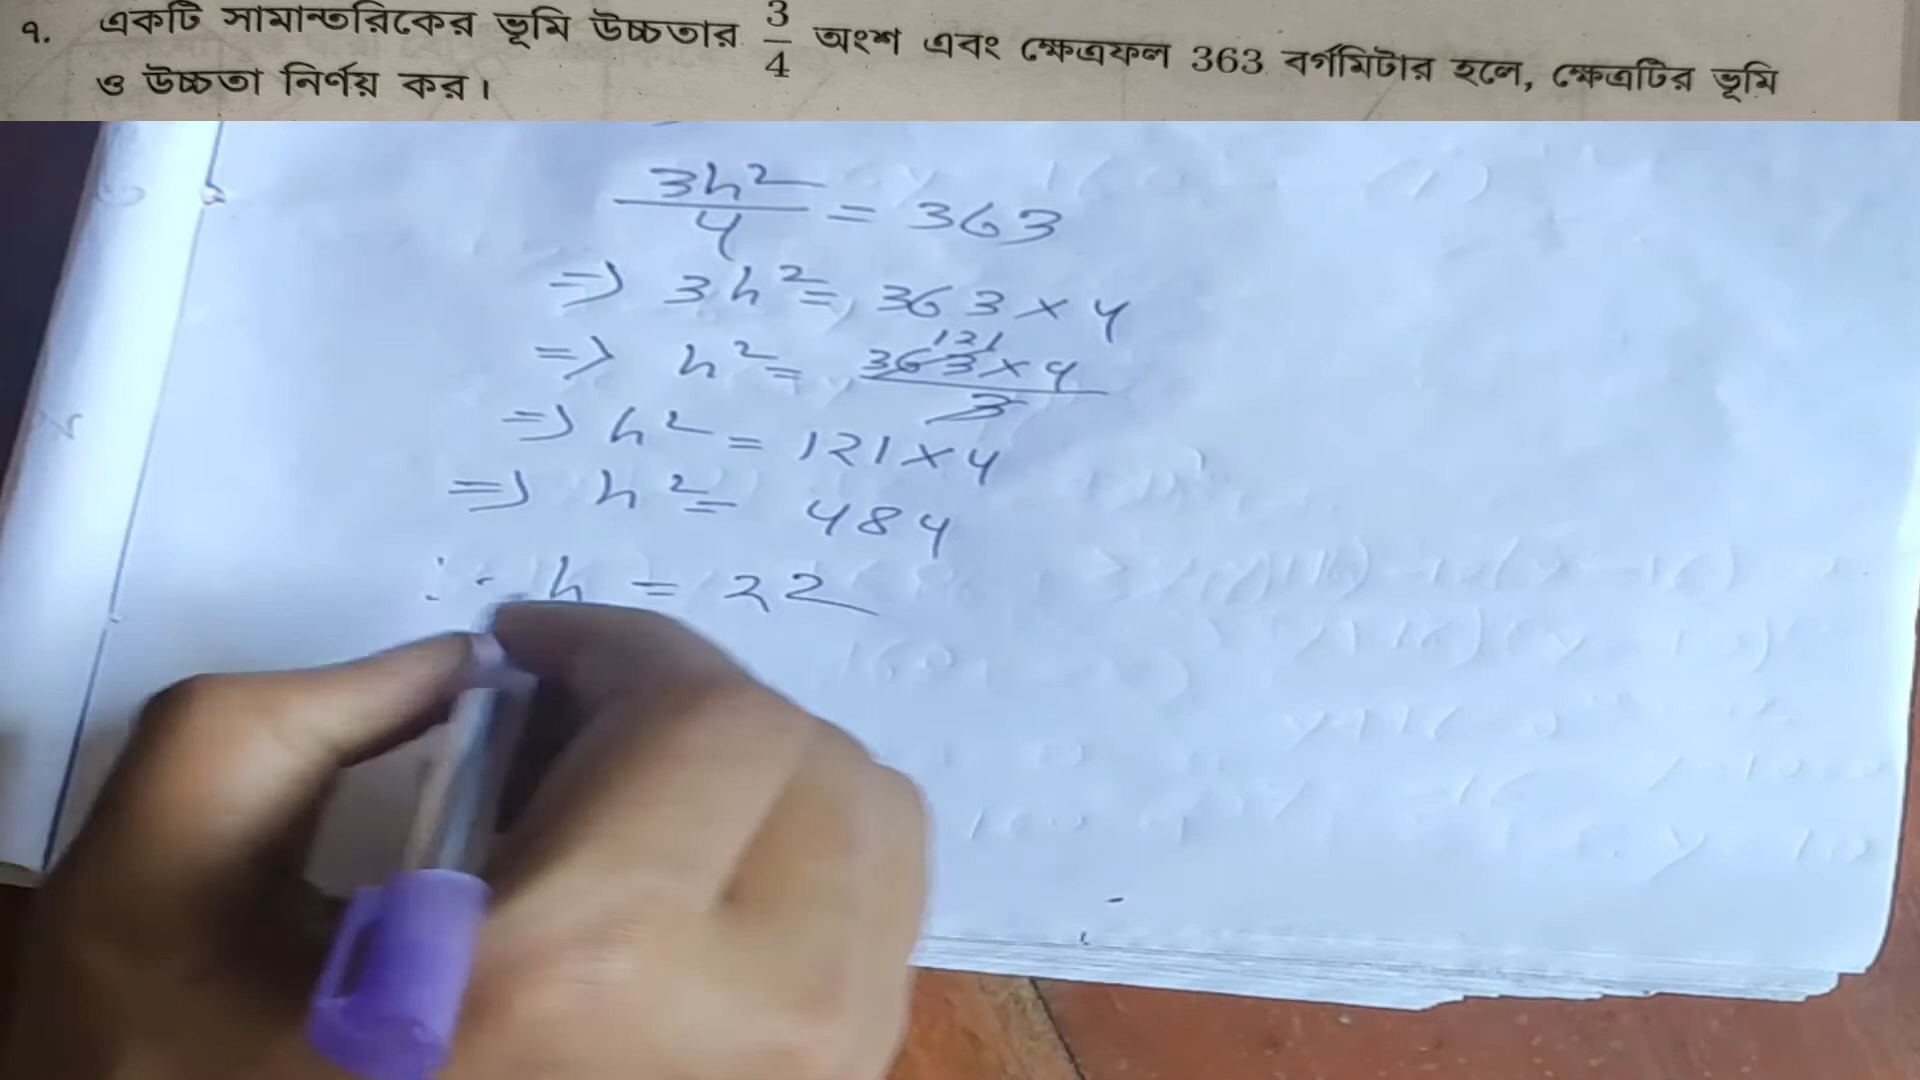 ৭. একটি সামান্তরিকের ভূমি উচ্চতার 3/4 অংশ এবং ক্ষেত্রফল 363 বর্গমিটার হলে, ক্ষেত্রটির ভূমি
ও উচ্চতা নির্ণয় কর।
3h²/4 = 363
=> 3h² = 363 × 4
=> h² = 363 × 4 / 3 121
=> h² = 121 × 4
=> h² = 484
∴ h = 22